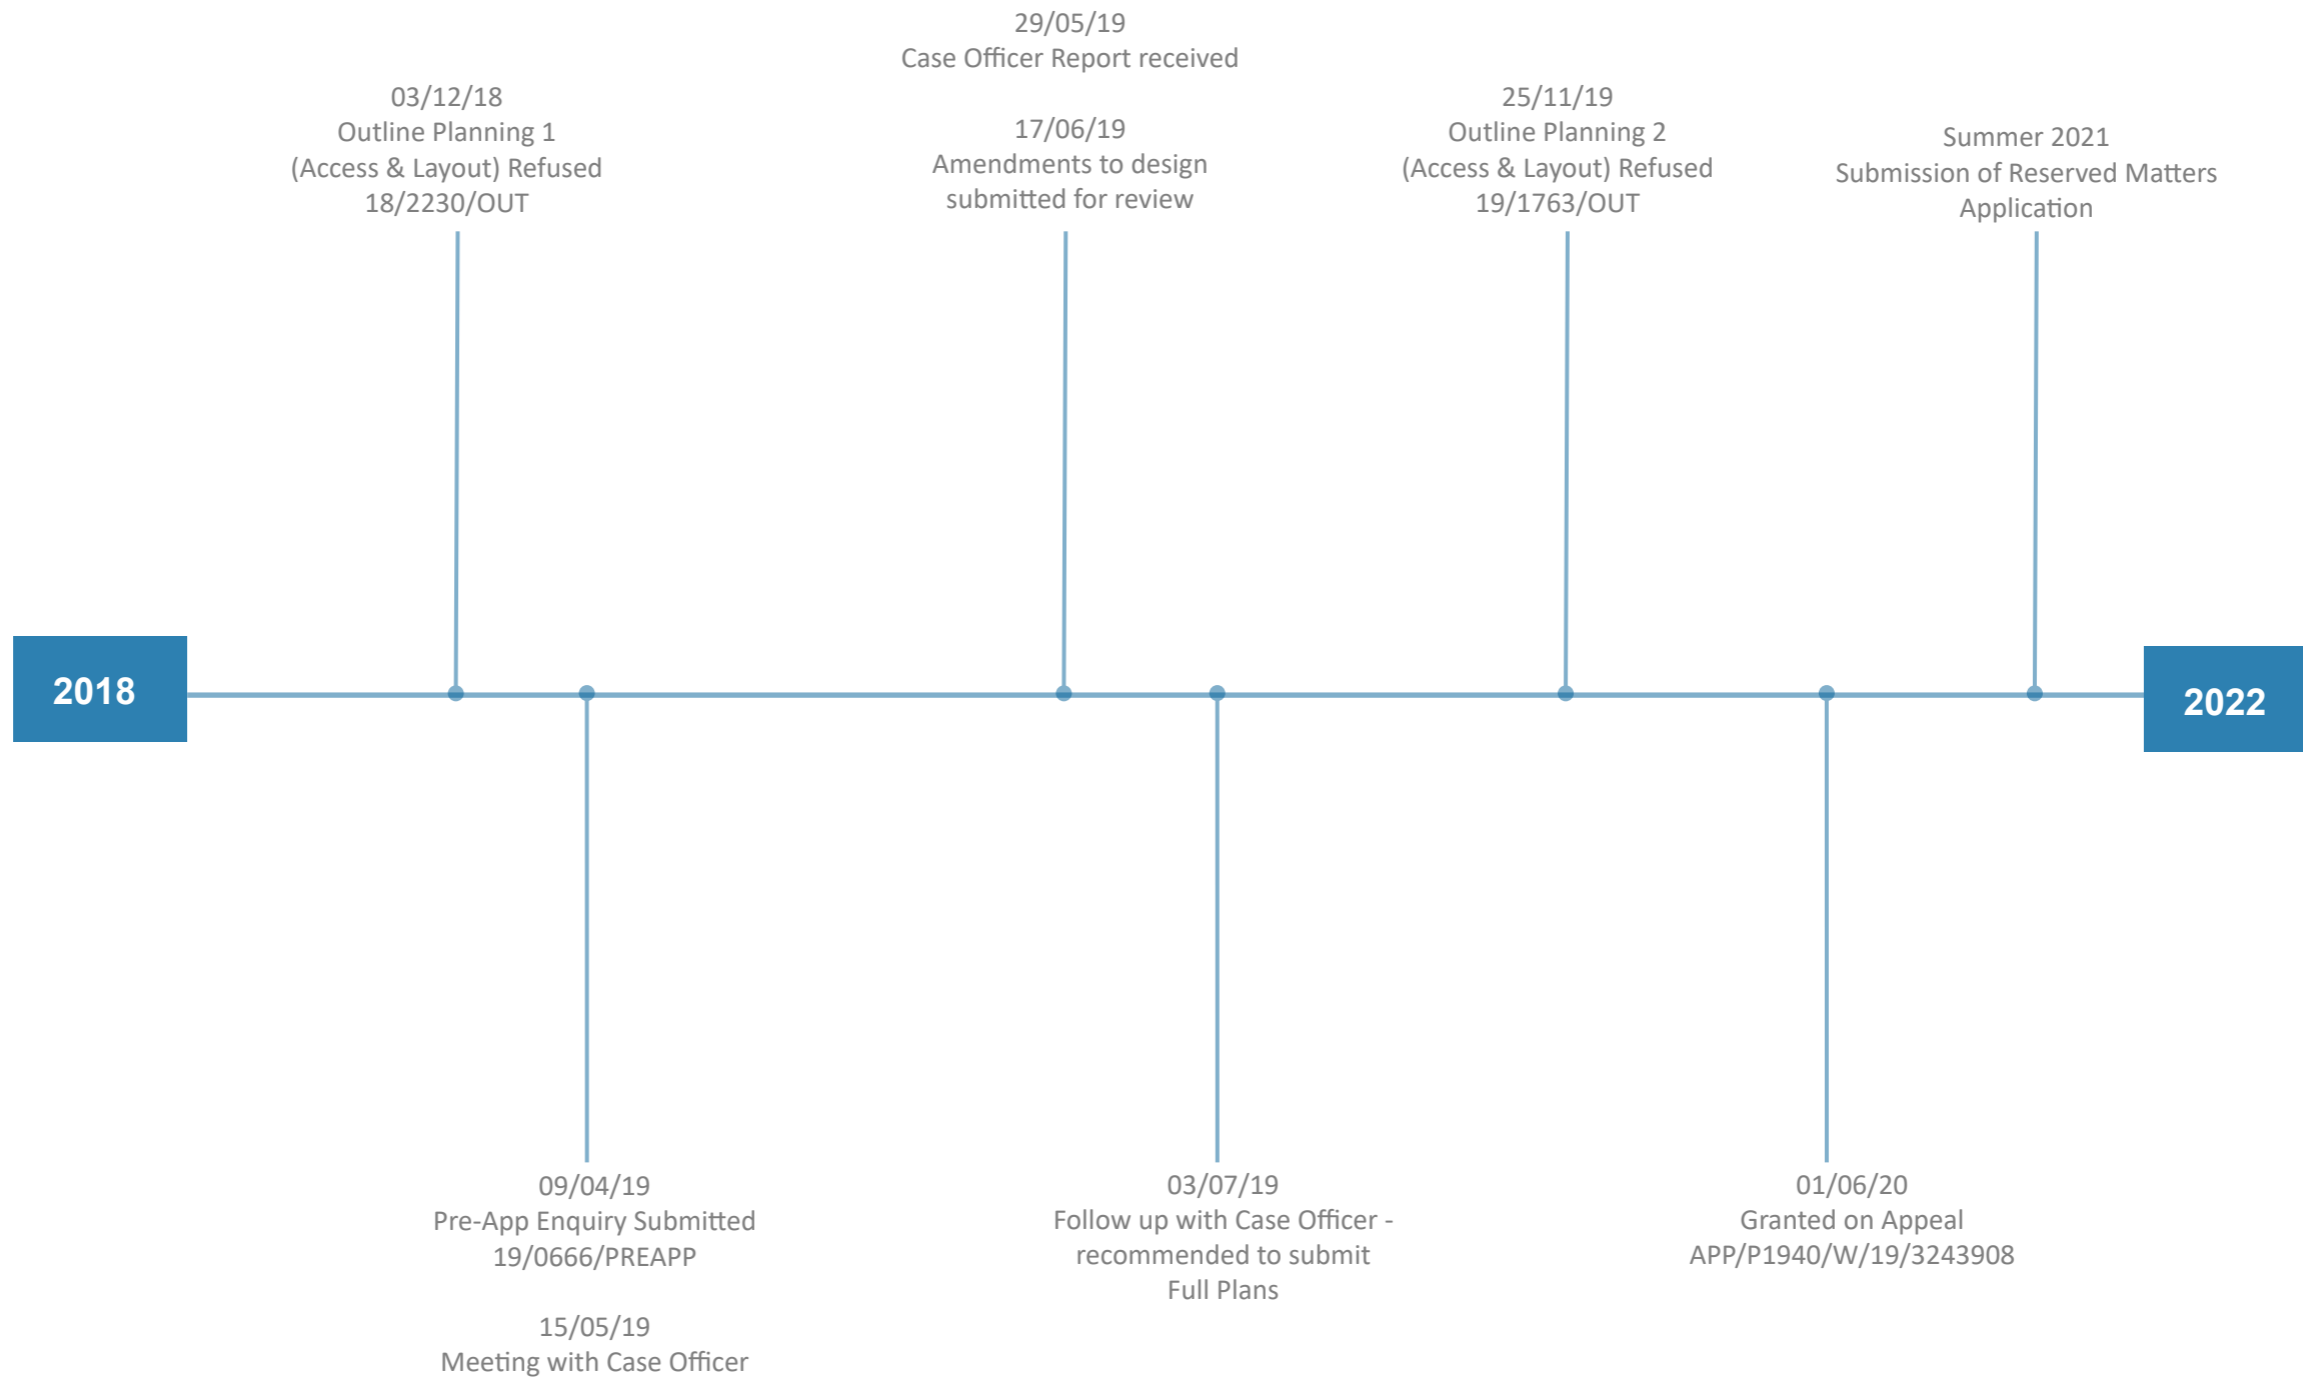 29/05/19
Case Officer Report received
03/12/18
Outline Planning 1
(Access & Layout) Refused
18/2230/OUT
17/06/19
Amendments to design
submitted for review
25/11/19
Outline Planning 2
(Access & Layout) Refused
19/1763/OUT
Summer 2021
Submission of Reserved Matters
Application
2018
2022
09/04/19
Pre-App Enquiry Submitted
19/0666/PREAPP
15/05/19
Meeting with Case Officer
03/07/19
Follow up with Case Officer -
recommended to submit
Full Plans
01/06/20
Granted on Appeal
APP/P1940/W/19/3243908